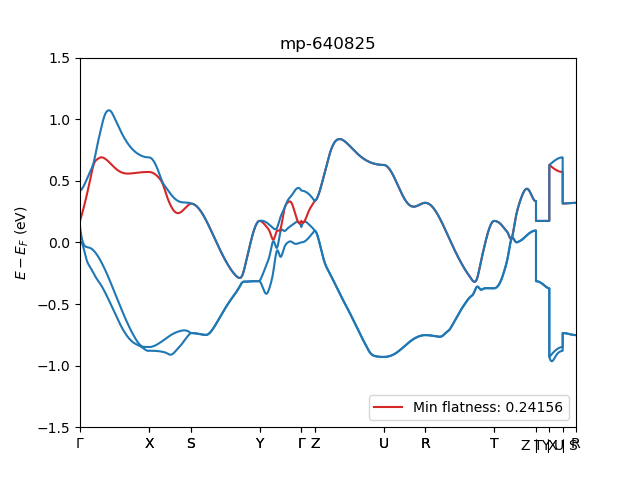 mp-640825
E − E_F (eV)
1.5
1.0
0.5
0.0
−0.5
−1.0
−1.5
Min flatness: 0.24156
Γ X S Y Γ Z U R T Z | T Y | X U | S R